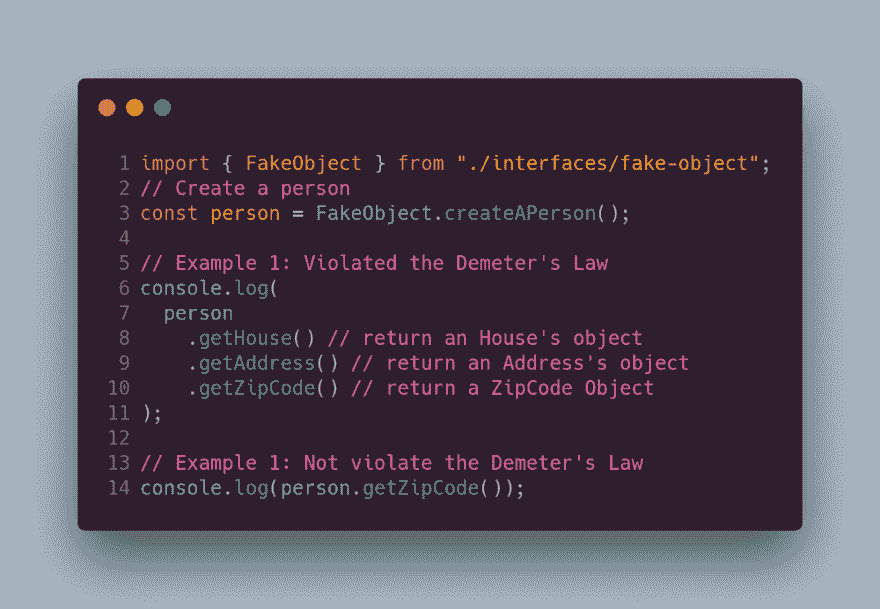 1 import { FakeObject } from "./interfaces/fake-object";
2 // Create a person
3 const person = FakeObject.createAPerson();
4
5 // Example 1: Violated the Demeter's Law
6 console.log(
7   person
8     .getHouse() // return an House's object
9     .getAddress() // return an Address's object
10     .getZipCode() // return a ZipCode Object
11 );
12
13 // Example 1: Not violate the Demeter's Law
14 console.log(person.getZipCode());